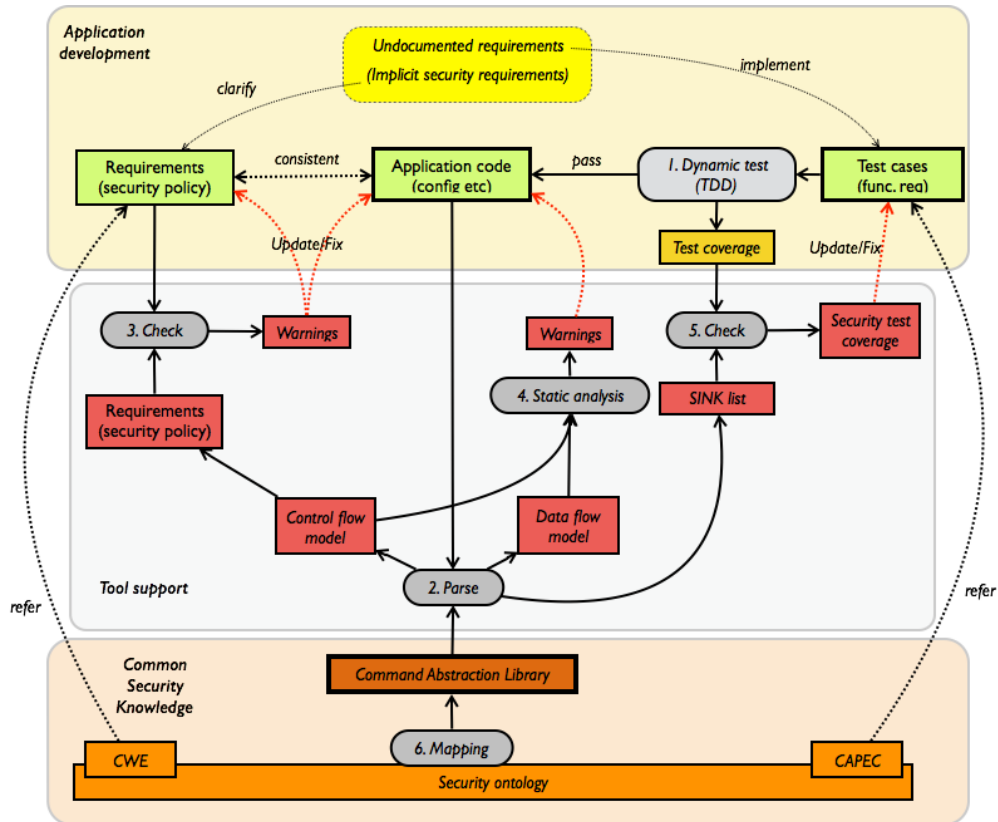 Application
development
Undocumented requirements
(Implicit security requirements)
implement
clarify
Requirements
(security policy)
consistent
Application code
(config etc)
pass
1. Dynamic test
(TDD)
Test cases
(func. req)
Update/Fix
Test coverage
Update/Fix
3. Check
Warnings
Warnings
5. Check
Security test
coverage
Requirements
(security policy)
4. Static analysis
SINK list
Control flow
model
Data flow
model
Tool support
2. Parse
refer
refer
Common
Security
Knowledge
Command Abstraction Library
CWE
6. Mapping
CAPEC
Security ontology